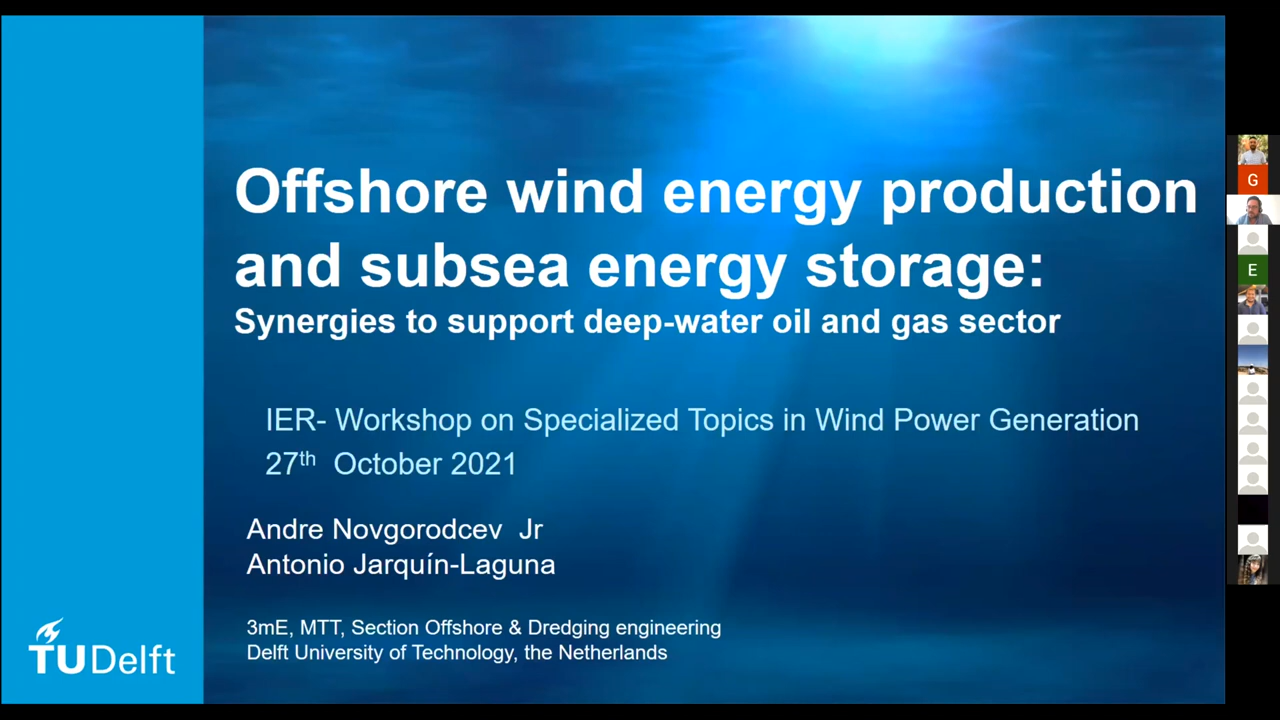 Offshore wind energy production
and subsea energy storage:
Synergies to support deep-water oil and gas sector
IER- Workshop on Specialized Topics in Wind Power Generation
27th October 2021
Andre Novgorodcev Jr
Antonio Jarquín-Laguna
3mE, MTT, Section Offshore & Dredging engineering
Delft University of Technology, the Netherlands
TUDelft
G
E